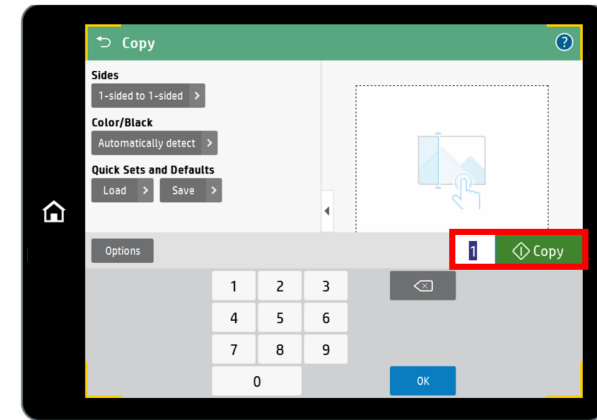 Copy
?
Sides
1-sided to 1-sided >
Color/Black
Automatically detect >
Quick Sets and Defaults
Load > Save >
Options
1 Copy
1 2 3
4 5 6
7 8 9
0 OK